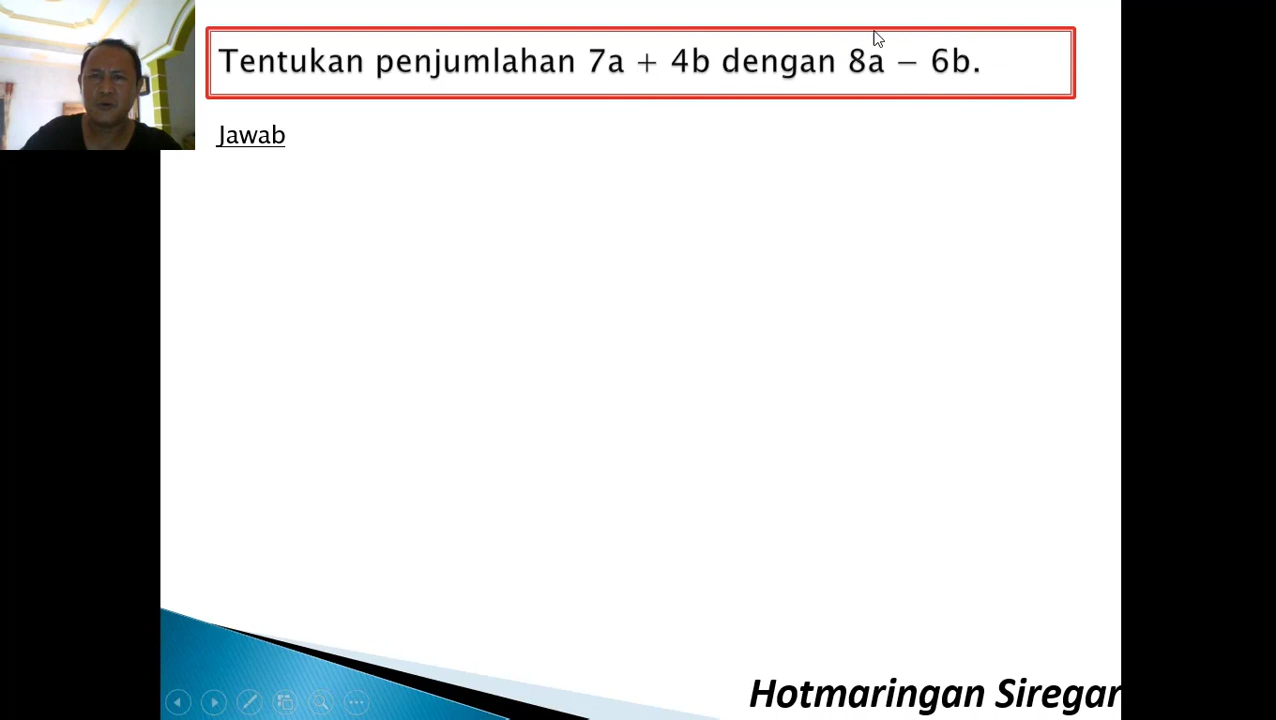 Tentukan penjumlahan 7a + 4b dengan 8a − 6b.
Jawab
Hotmaringan Siregar